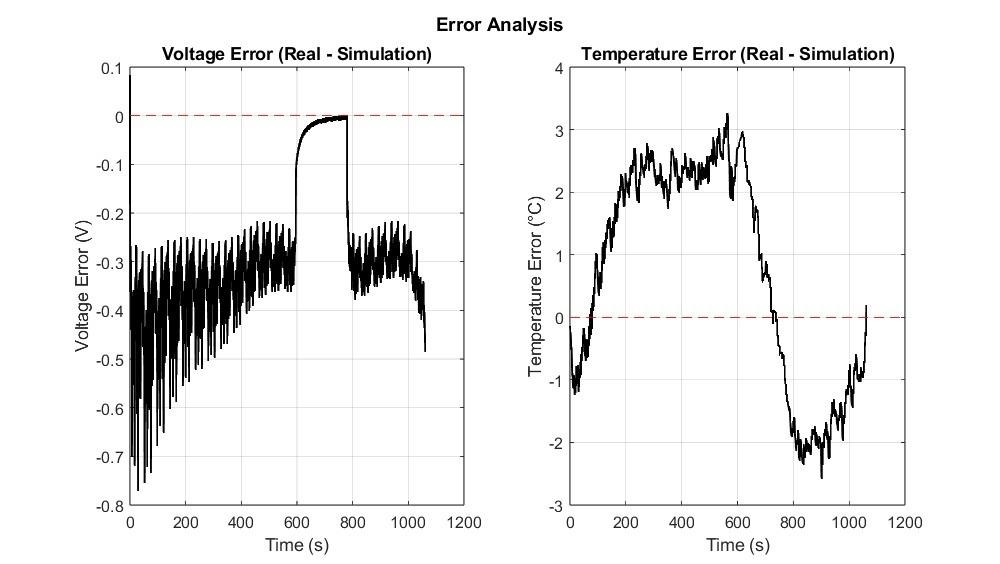 Error Analysis
Voltage Error (Real - Simulation)
0.1
0
-0.1
-0.2
-0.3
-0.4
-0.5
-0.6
-0.7
-0.8
Voltage Error (V)
0 200 400 600 800 1000 1200
Time (s)
Temperature Error (Real - Simulation)
4
3
2
1
0
-1
-2
-3
Temperature Error (°C)
0 200 400 600 800 1000 1200
Time (s)